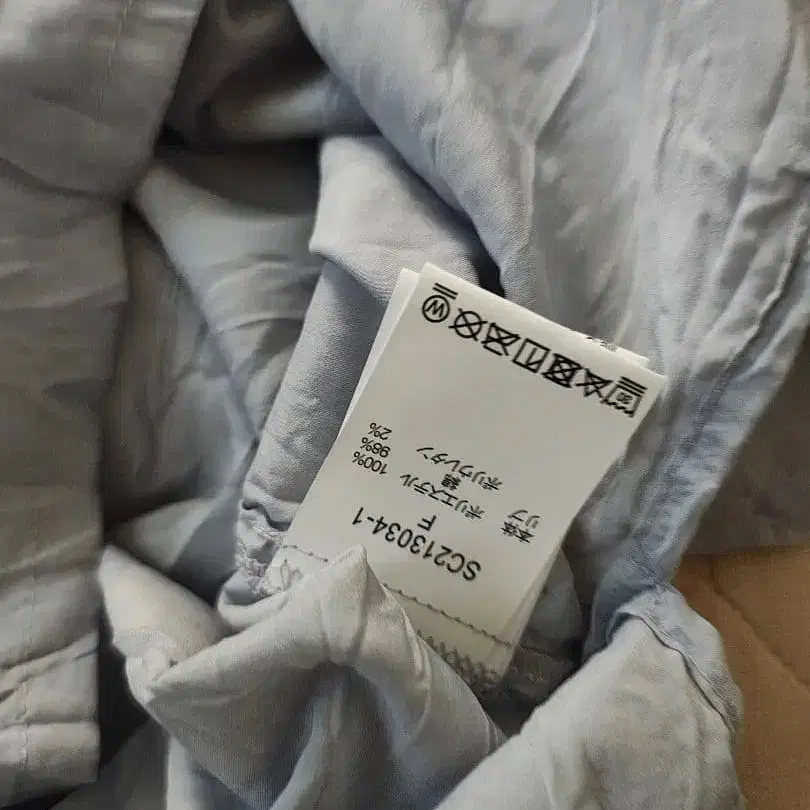 SC213034-1
F
本体 ポリエステル 100%
リブ 綿 98%
ポリウレタン 2%
30
W